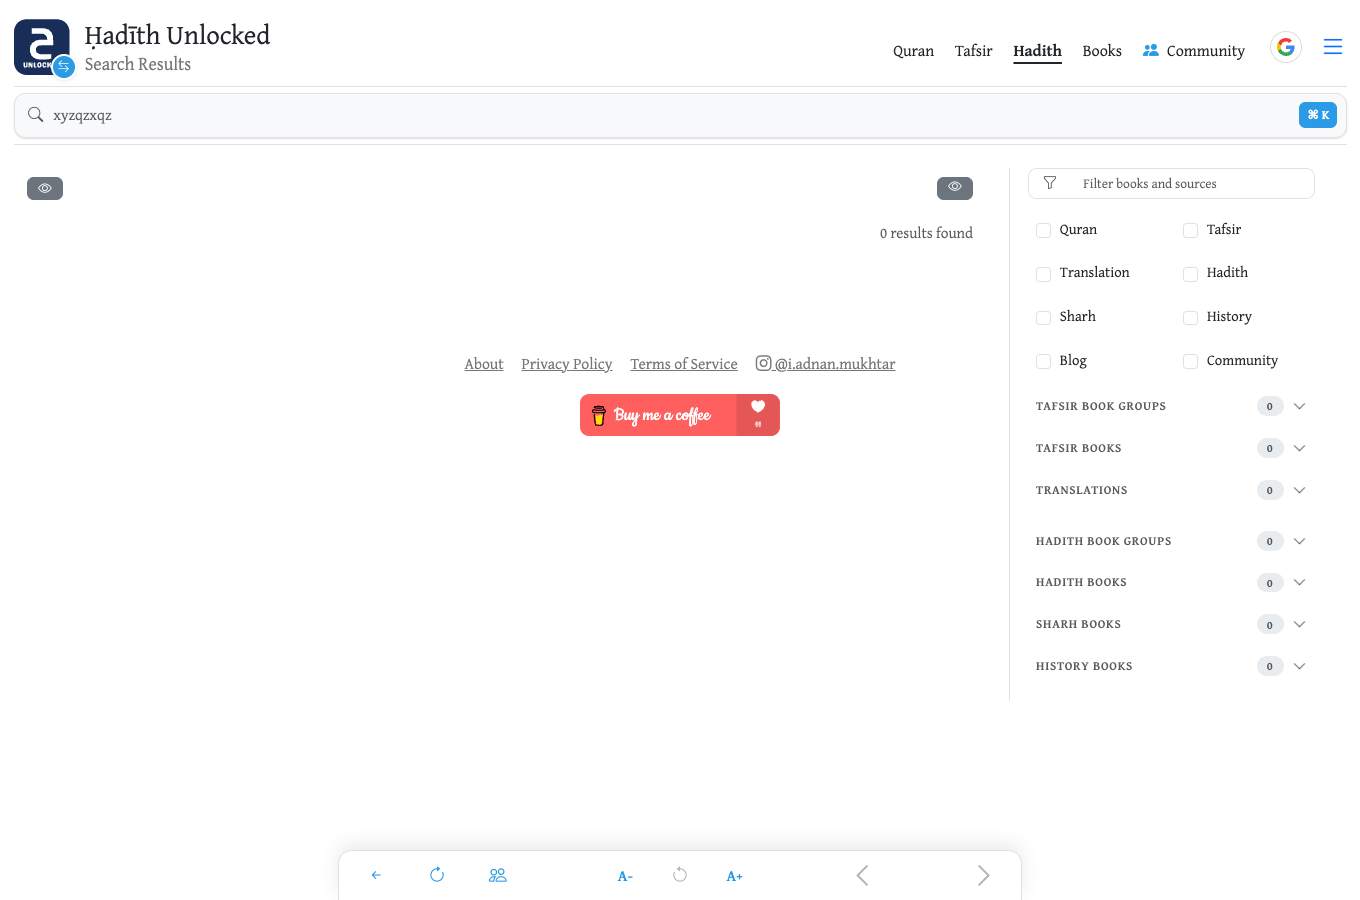 Ḥadīth Unlocked
Search Results
Quran Tafsir Hadith Books Community
xyzqzxqz
⌘ K
Filter books and sources
0 results found
Quran Tafsir
Translation Hadith
Sharh History
Blog Community
About Privacy Policy Terms of Service @i.adnan.mukhtar
Buy me a coffee
TAFSIR BOOK GROUPS 0
TAFSIR BOOKS 0
TRANSLATIONS 0
HADITH BOOK GROUPS 0
HADITH BOOKS 0
SHARH BOOKS 0
HISTORY BOOKS 0
A- A+